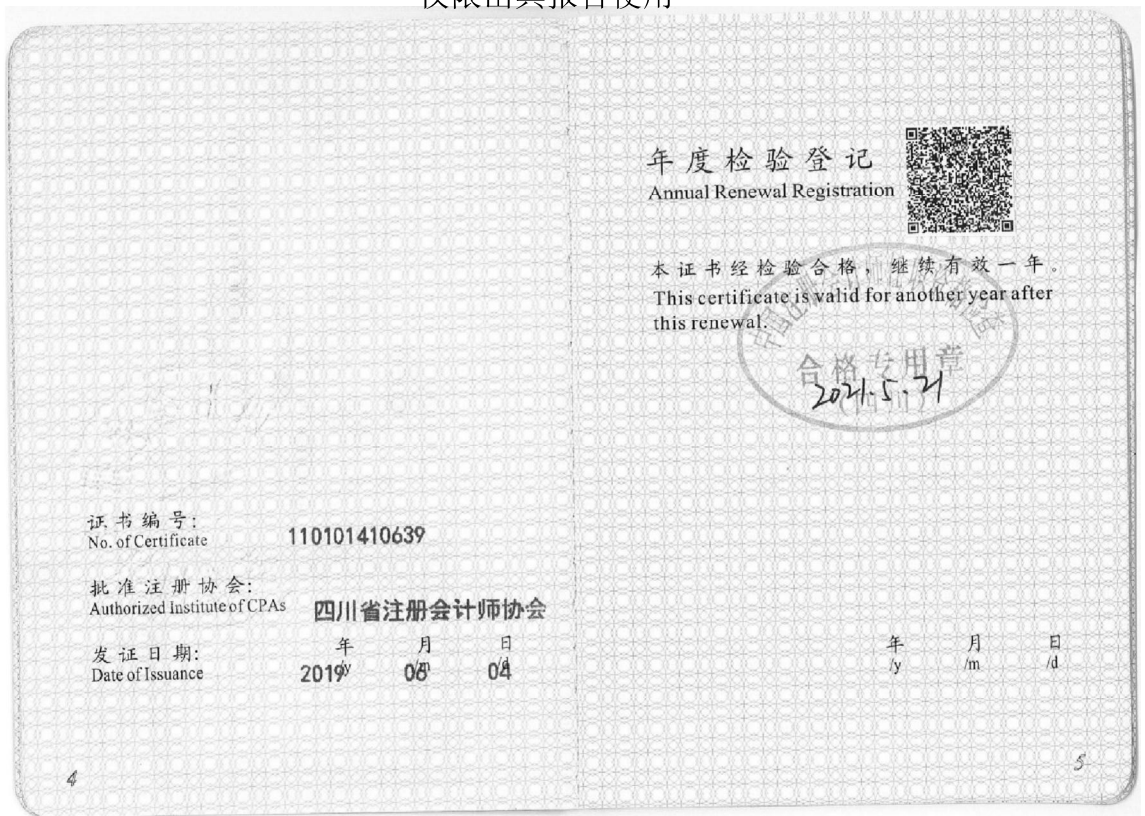 仅限出具报告使用
证书编号:
No. of Certificate
110101410639
批准注册协会:
Authorized Institute of CPAs
四川省注册会计师协会
发证日期:
Date of Issuance
年 月 日
/y /m /d
2019 06 04
4
年度检验登记
Annual Renewal Registration
本证书经检验合格，继续有效一年。
This certificate is valid for another year after
this renewal.
合格专用章
2021.5.21
（四川）
年 月 日
/y /m /d
5